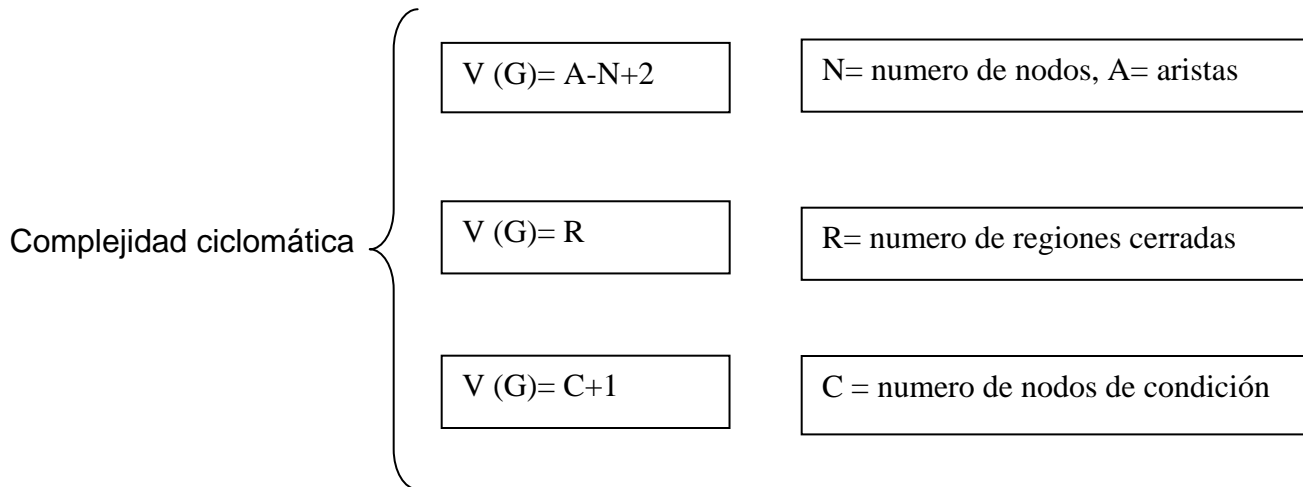 V (G)= A-N+2
N= numero de nodos, A= aristas
Complejidad ciclomática
V (G)= R
R= numero de regiones cerradas
V (G)= C+1
C = numero de nodos de condición